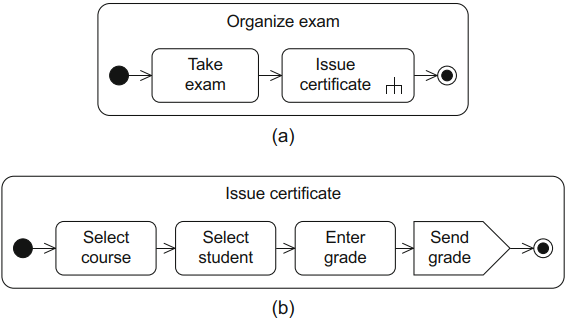 Organize exam
Take
exam
Issue
certificate
(a)
Issue certificate
Select
course
Select
student
Enter
grade
Send
grade
(b)